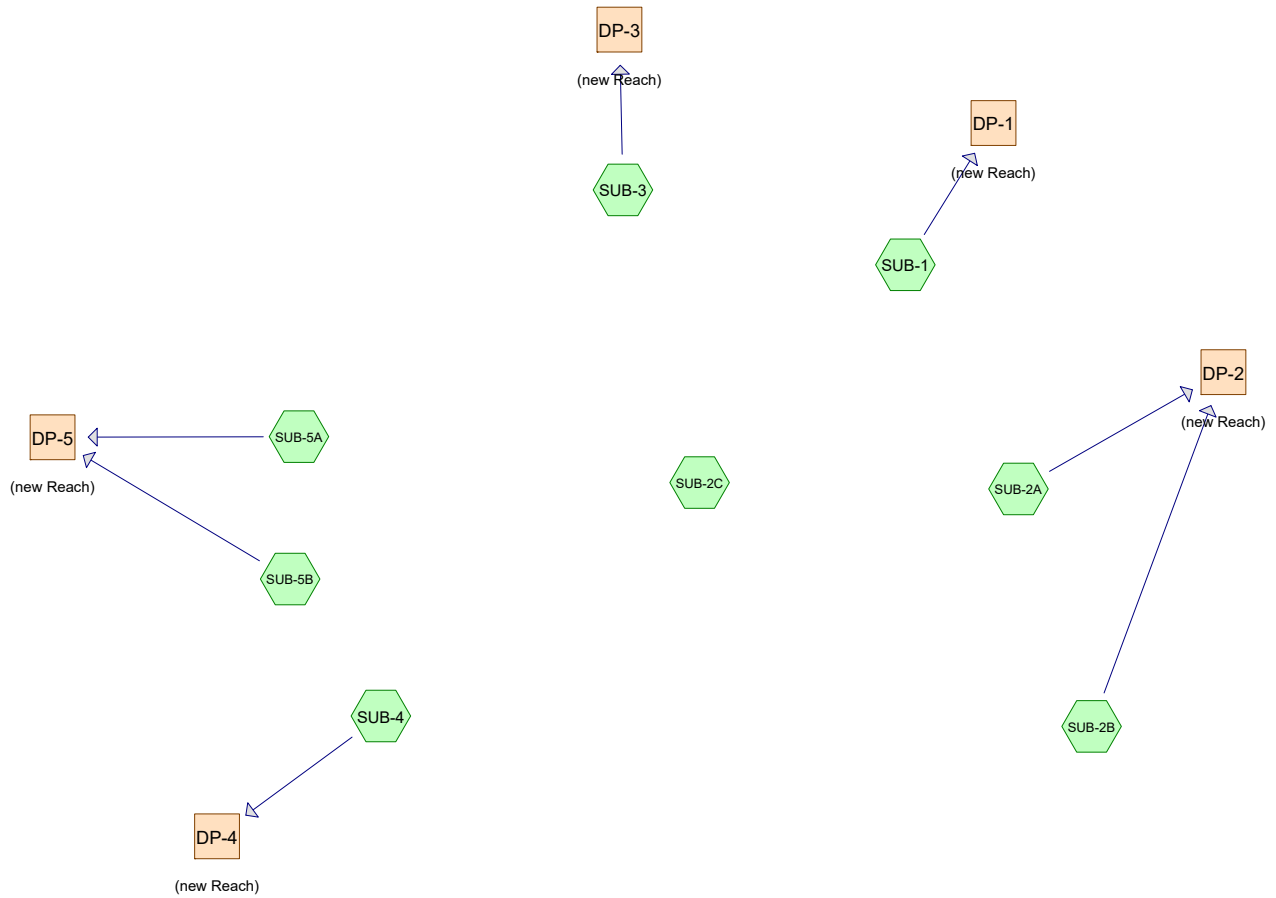 DP-3
(new Reach)
DP-1
(new Reach)
SUB-3
SUB-1
DP-2
(new Reach)
DP-5
(new Reach)
SUB-5A
SUB-2C
SUB-2A
SUB-5B
SUB-4
SUB-2B
DP-4
(new Reach)